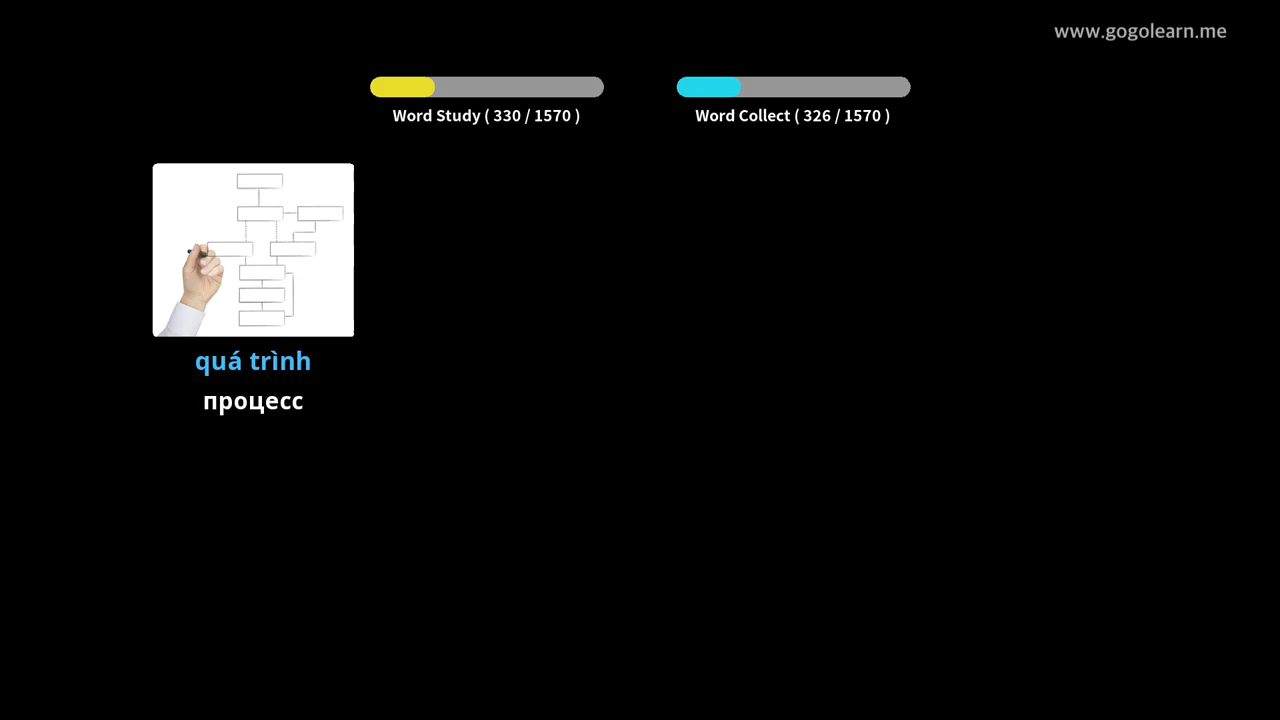 www.gogolearn.me
Word Study ( 330 / 1570 )
Word Collect ( 326 / 1570 )
quá trình
процесс